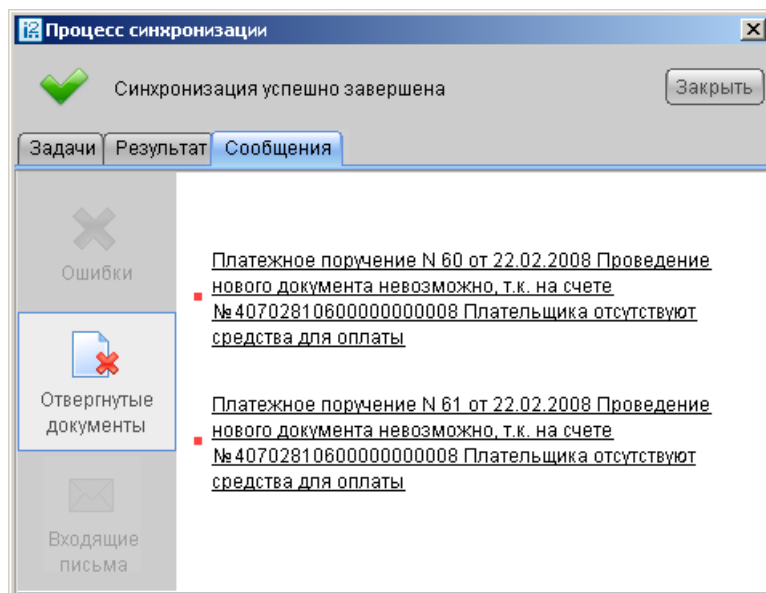 Процесс синхронизации
Синхронизация успешно завершена
Закрыть
Задачи Результат Сообщения
Ошибки
Отвергнутые
документы
Входящие
письма
Платежное поручение N 60 от 22.02.2008 Проведение
нового документа невозможно, т.к. на счете
№40702810600000000008 Плательщика отсутствуют
средства для оплаты
Платежное поручение N 61 от 22.02.2008 Проведение
нового документа невозможно, т.к. на счете
№40702810600000000008 Плательщика отсутствуют
средства для оплаты